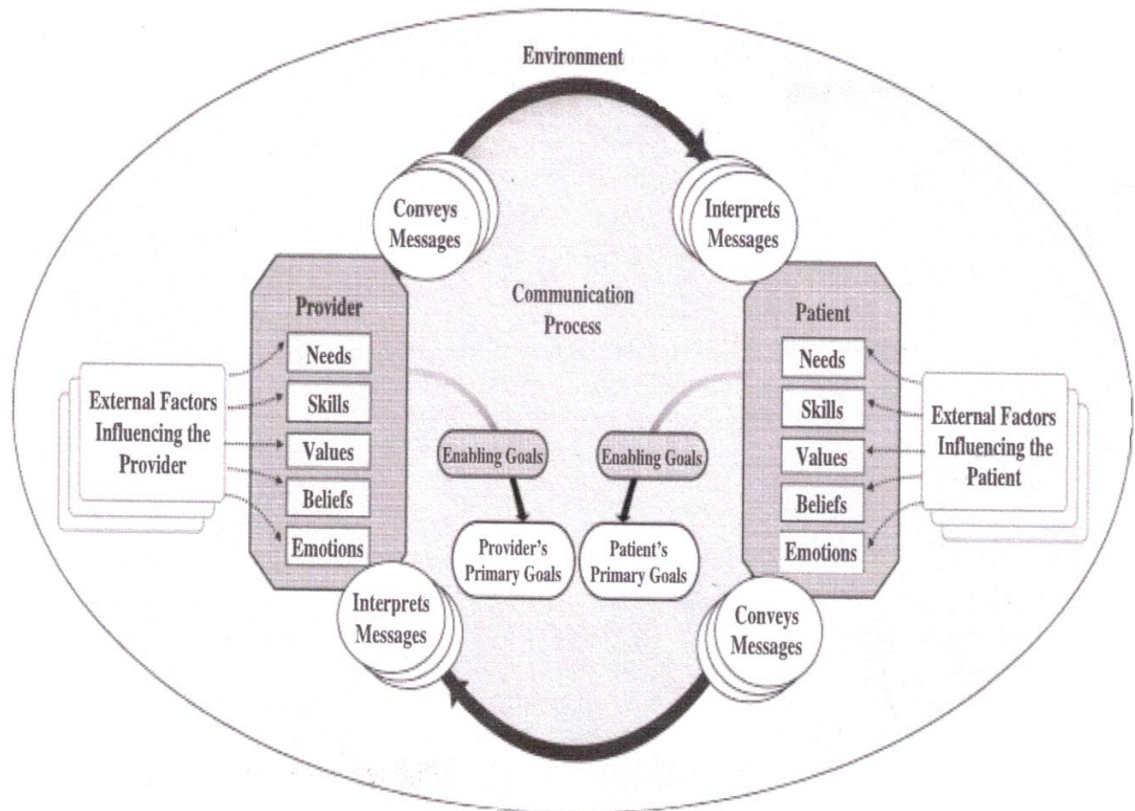 Environment
Conveys
Messages
Interprets
Messages
Communication
Process
Provider
Needs
Skills
Values
Beliefs
Emotions
Patient
Needs
Skills
Values
Beliefs
Emotions
External Factors
Influencing the
Provider
External Factors
Influencing the
Patient
Enabling Goals
Enabling Goals
Provider's
Primary Goals
Patient's
Primary Goals
Interprets
Messages
Conveys
Messages